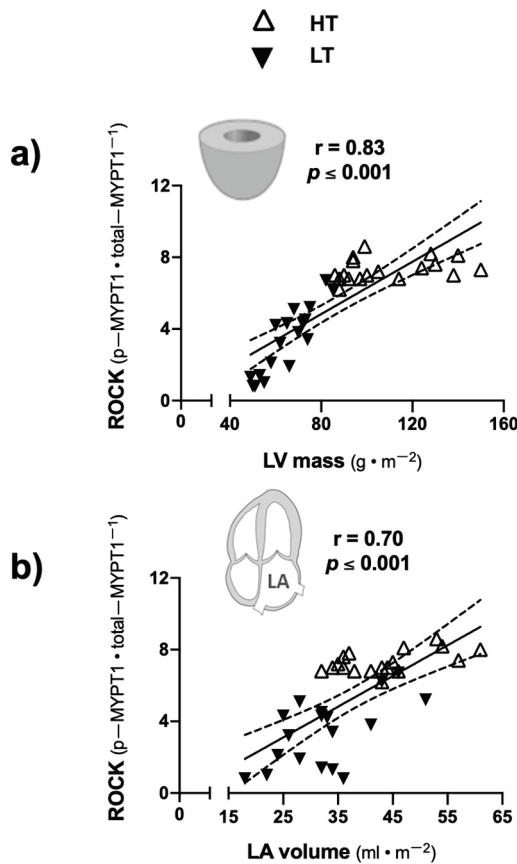 HT
LT
a)
r = 0.83
p ≤ 0.001
ROCK (p—MYPT1 • total—MYPT1⁻¹)
12
8
4
0
0
40
80
120
160
LV mass (g • m⁻²)
b)
LA
r = 0.70
p ≤ 0.001
ROCK (p—MYPT1 • total—MYPT1⁻¹)
12
8
4
0
0
15
25
35
45
55
65
LA volume (ml • m⁻²)